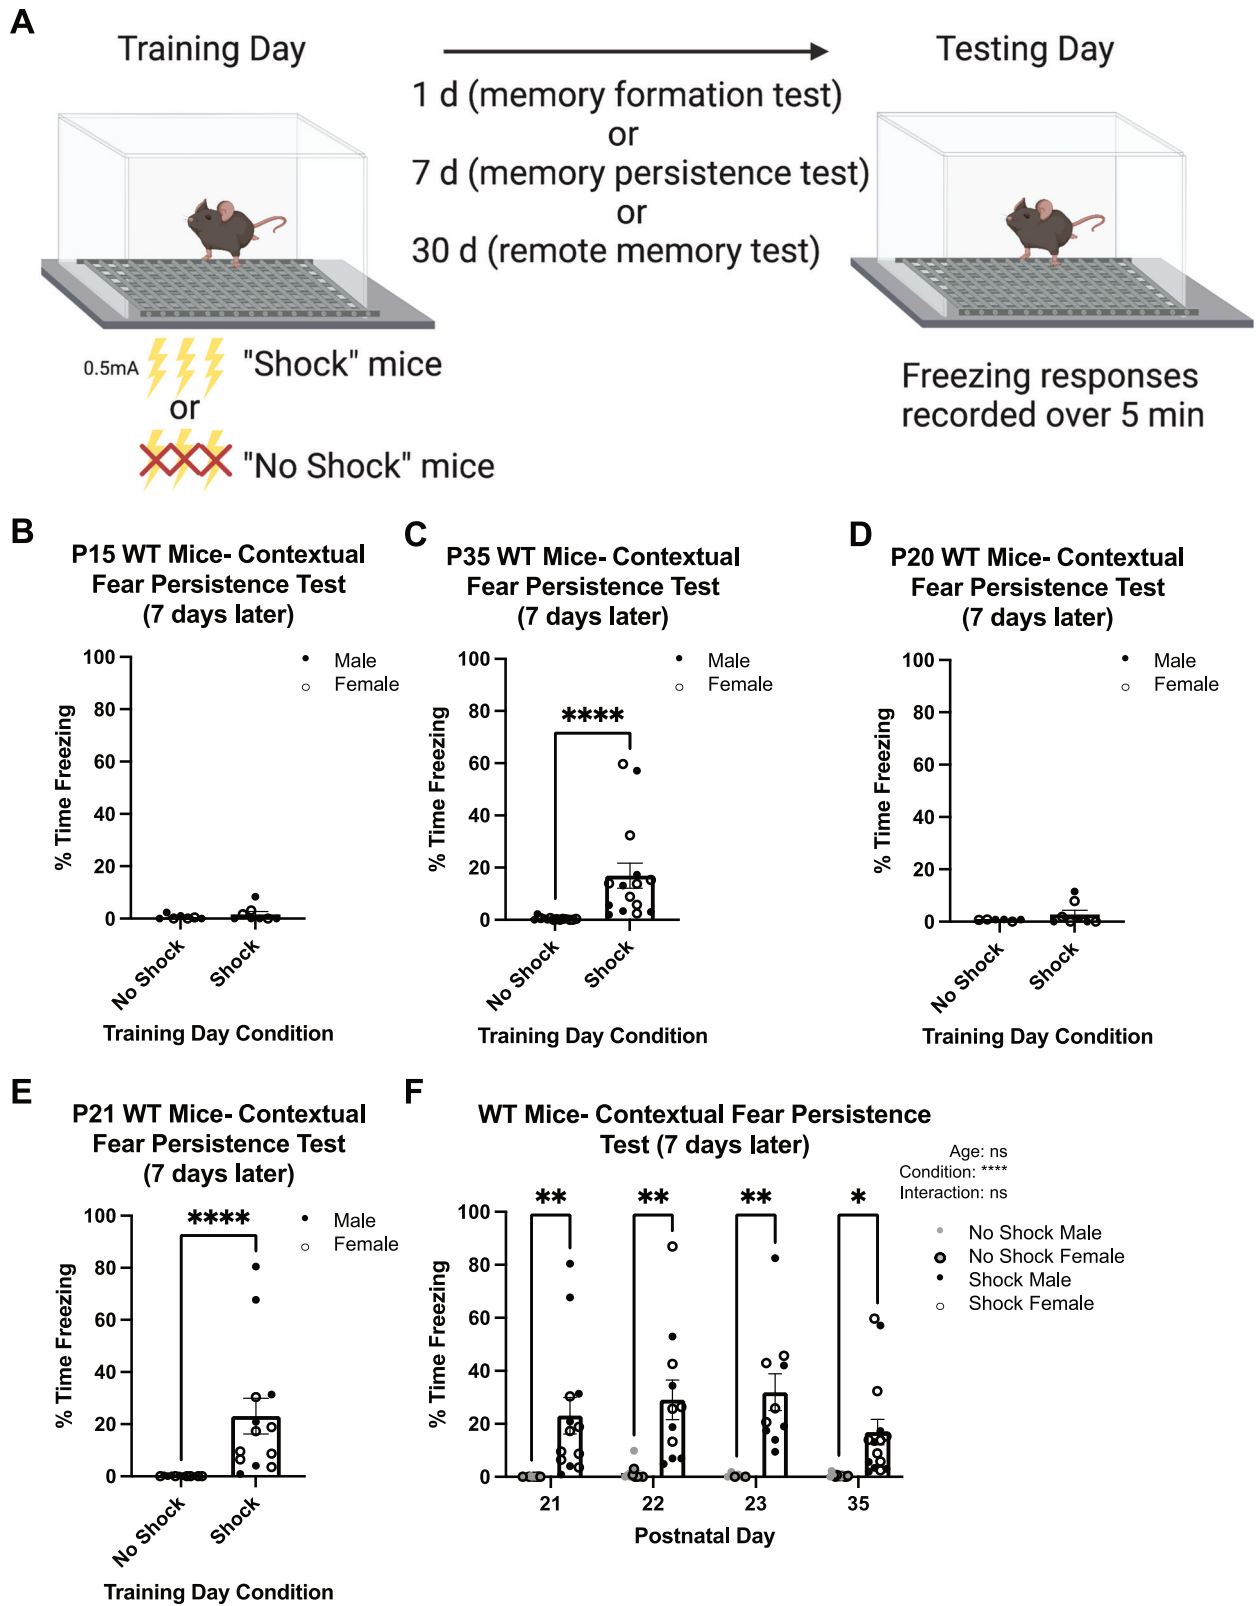 A
Training Day
Testing Day
1 d (memory formation test)
or
7 d (memory persistence test)
or
30 d (remote memory test)
0.5mA
"Shock" mice
or
"No Shock" mice
Freezing responses
recorded over 5 min
B
P15 WT Mice- Contextual
Fear Persistence Test
(7 days later)
Male
Female
% Time Freezing
100
80
60
40
20
0
No Shock
Shock
Training Day Condition
C
P35 WT Mice- Contextual
Fear Persistence Test
(7 days later)
Male
Female
% Time Freezing
100
80
60
40
20
0
****
No Shock
Shock
Training Day Condition
D
P20 WT Mice- Contextual
Fear Persistence Test
(7 days later)
Male
Female
% Time Freezing
100
80
60
40
20
0
No Shock
Shock
Training Day Condition
E
P21 WT Mice- Contextual
Fear Persistence Test
(7 days later)
Male
Female
% Time Freezing
100
80
60
40
20
0
****
No Shock
Shock
Training Day Condition
F
WT Mice- Contextual Fear Persistence
Test (7 days later)
Age: ns
Condition: ****
Interaction: ns
No Shock Male
No Shock Female
Shock Male
Shock Female
% Time Freezing
100
80
60
40
20
0
** ** ** *
21 22 23 35
Postnatal Day